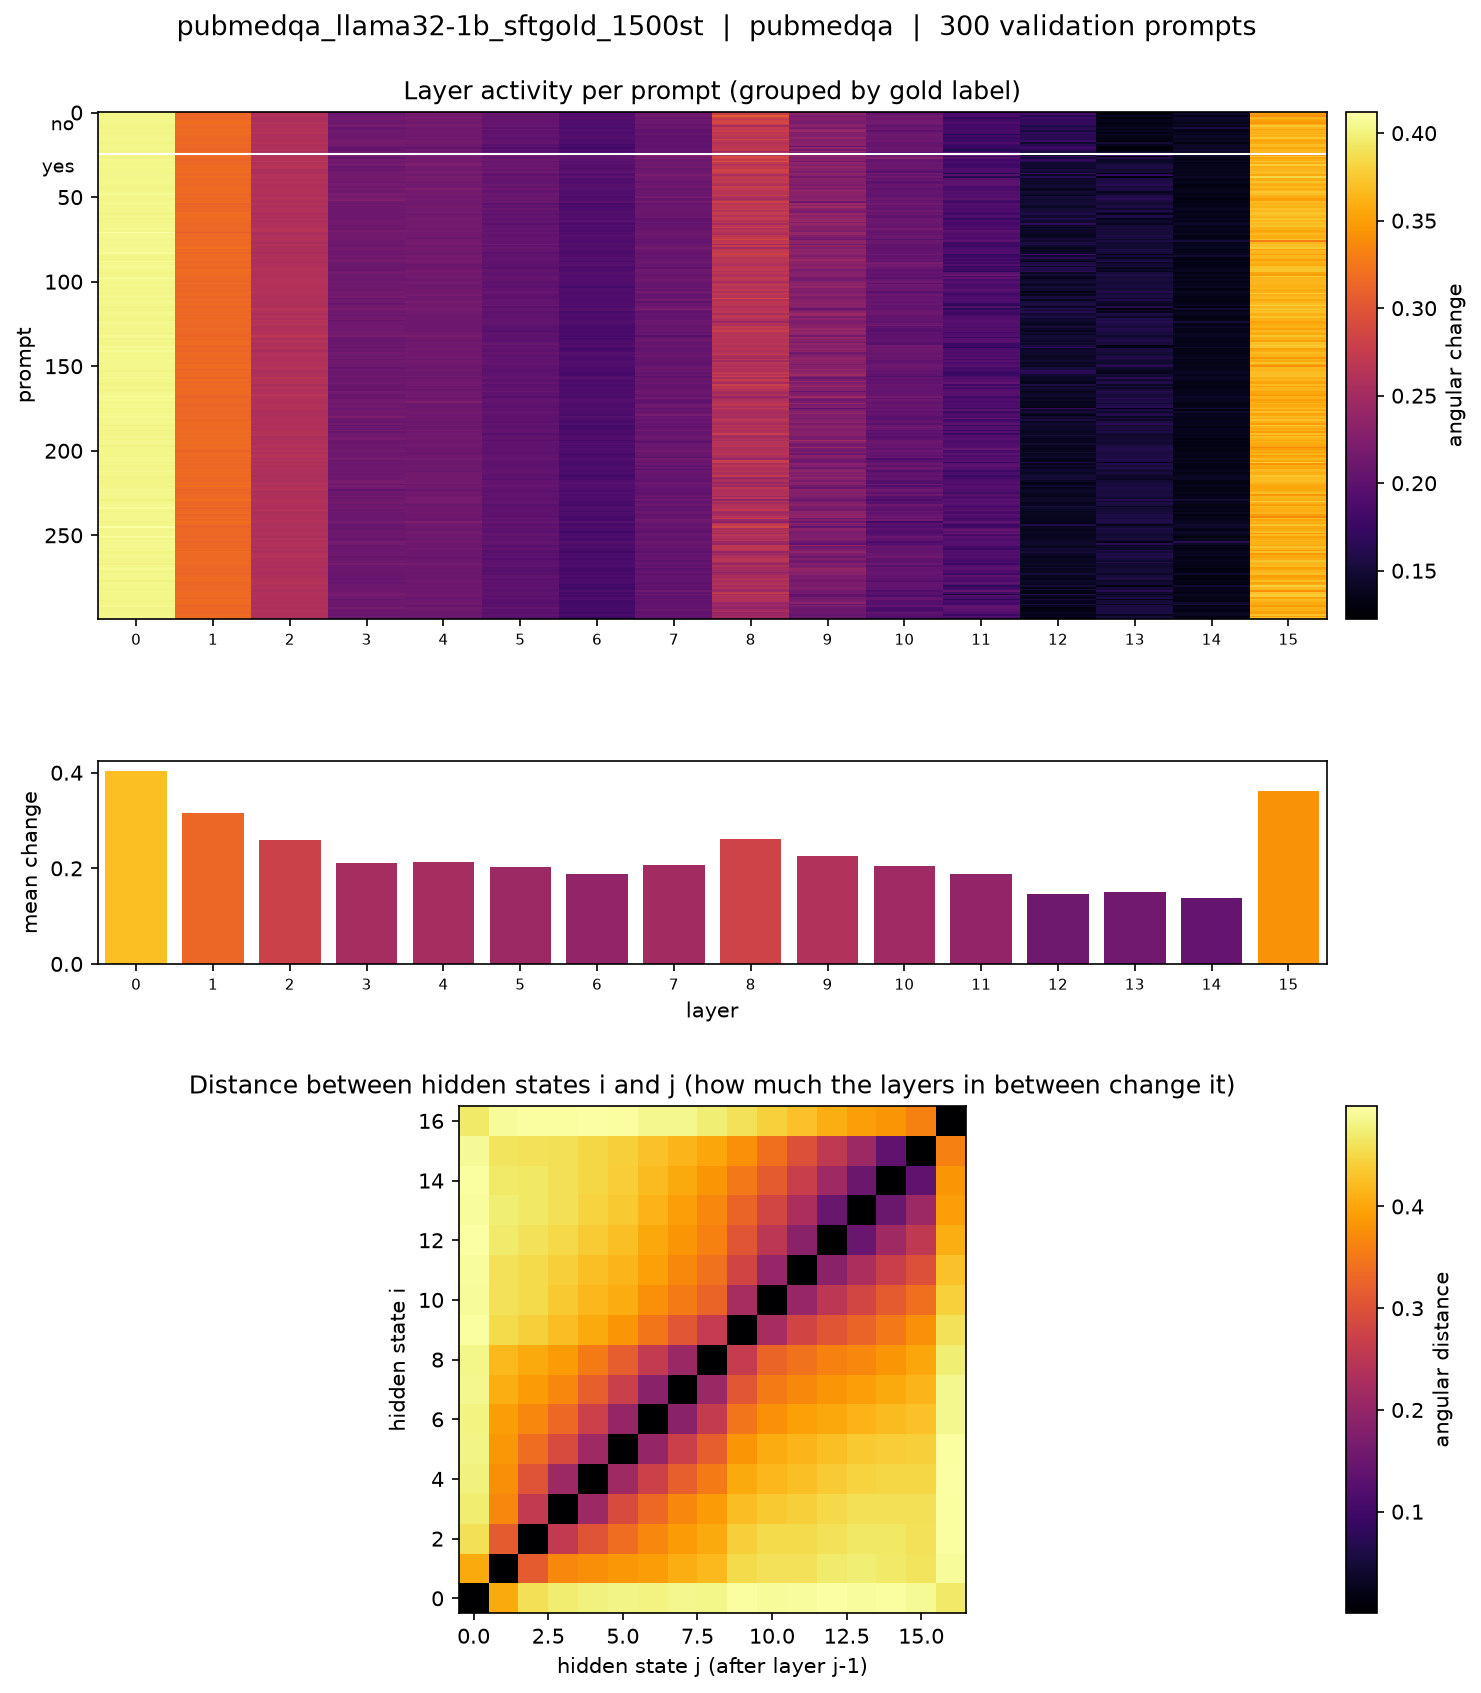 pubmedqa_llama32-1b_sftgold_1500st | pubmedqa | 300 validation prompts
Layer activity per prompt (grouped by gold label)
0
no
yes
50
100
150
200
250
prompt
0 1 2 3 4 5 6 7 8 9 10 11 12 13 14 15
0.40
0.35
0.30
0.25
0.20
0.15
angular change
0.4
0.2
0.0
mean change
0 1 2 3 4 5 6 7 8 9 10 11 12 13 14 15
layer
Distance between hidden states i and j (how much the layers in between change it)
16
14
12
10
8
6
4
2
0
hidden state i
0.0 2.5 5.0 7.5 10.0 12.5 15.0
hidden state j (after layer j-1)
0.4
0.3
0.2
0.1
angular distance